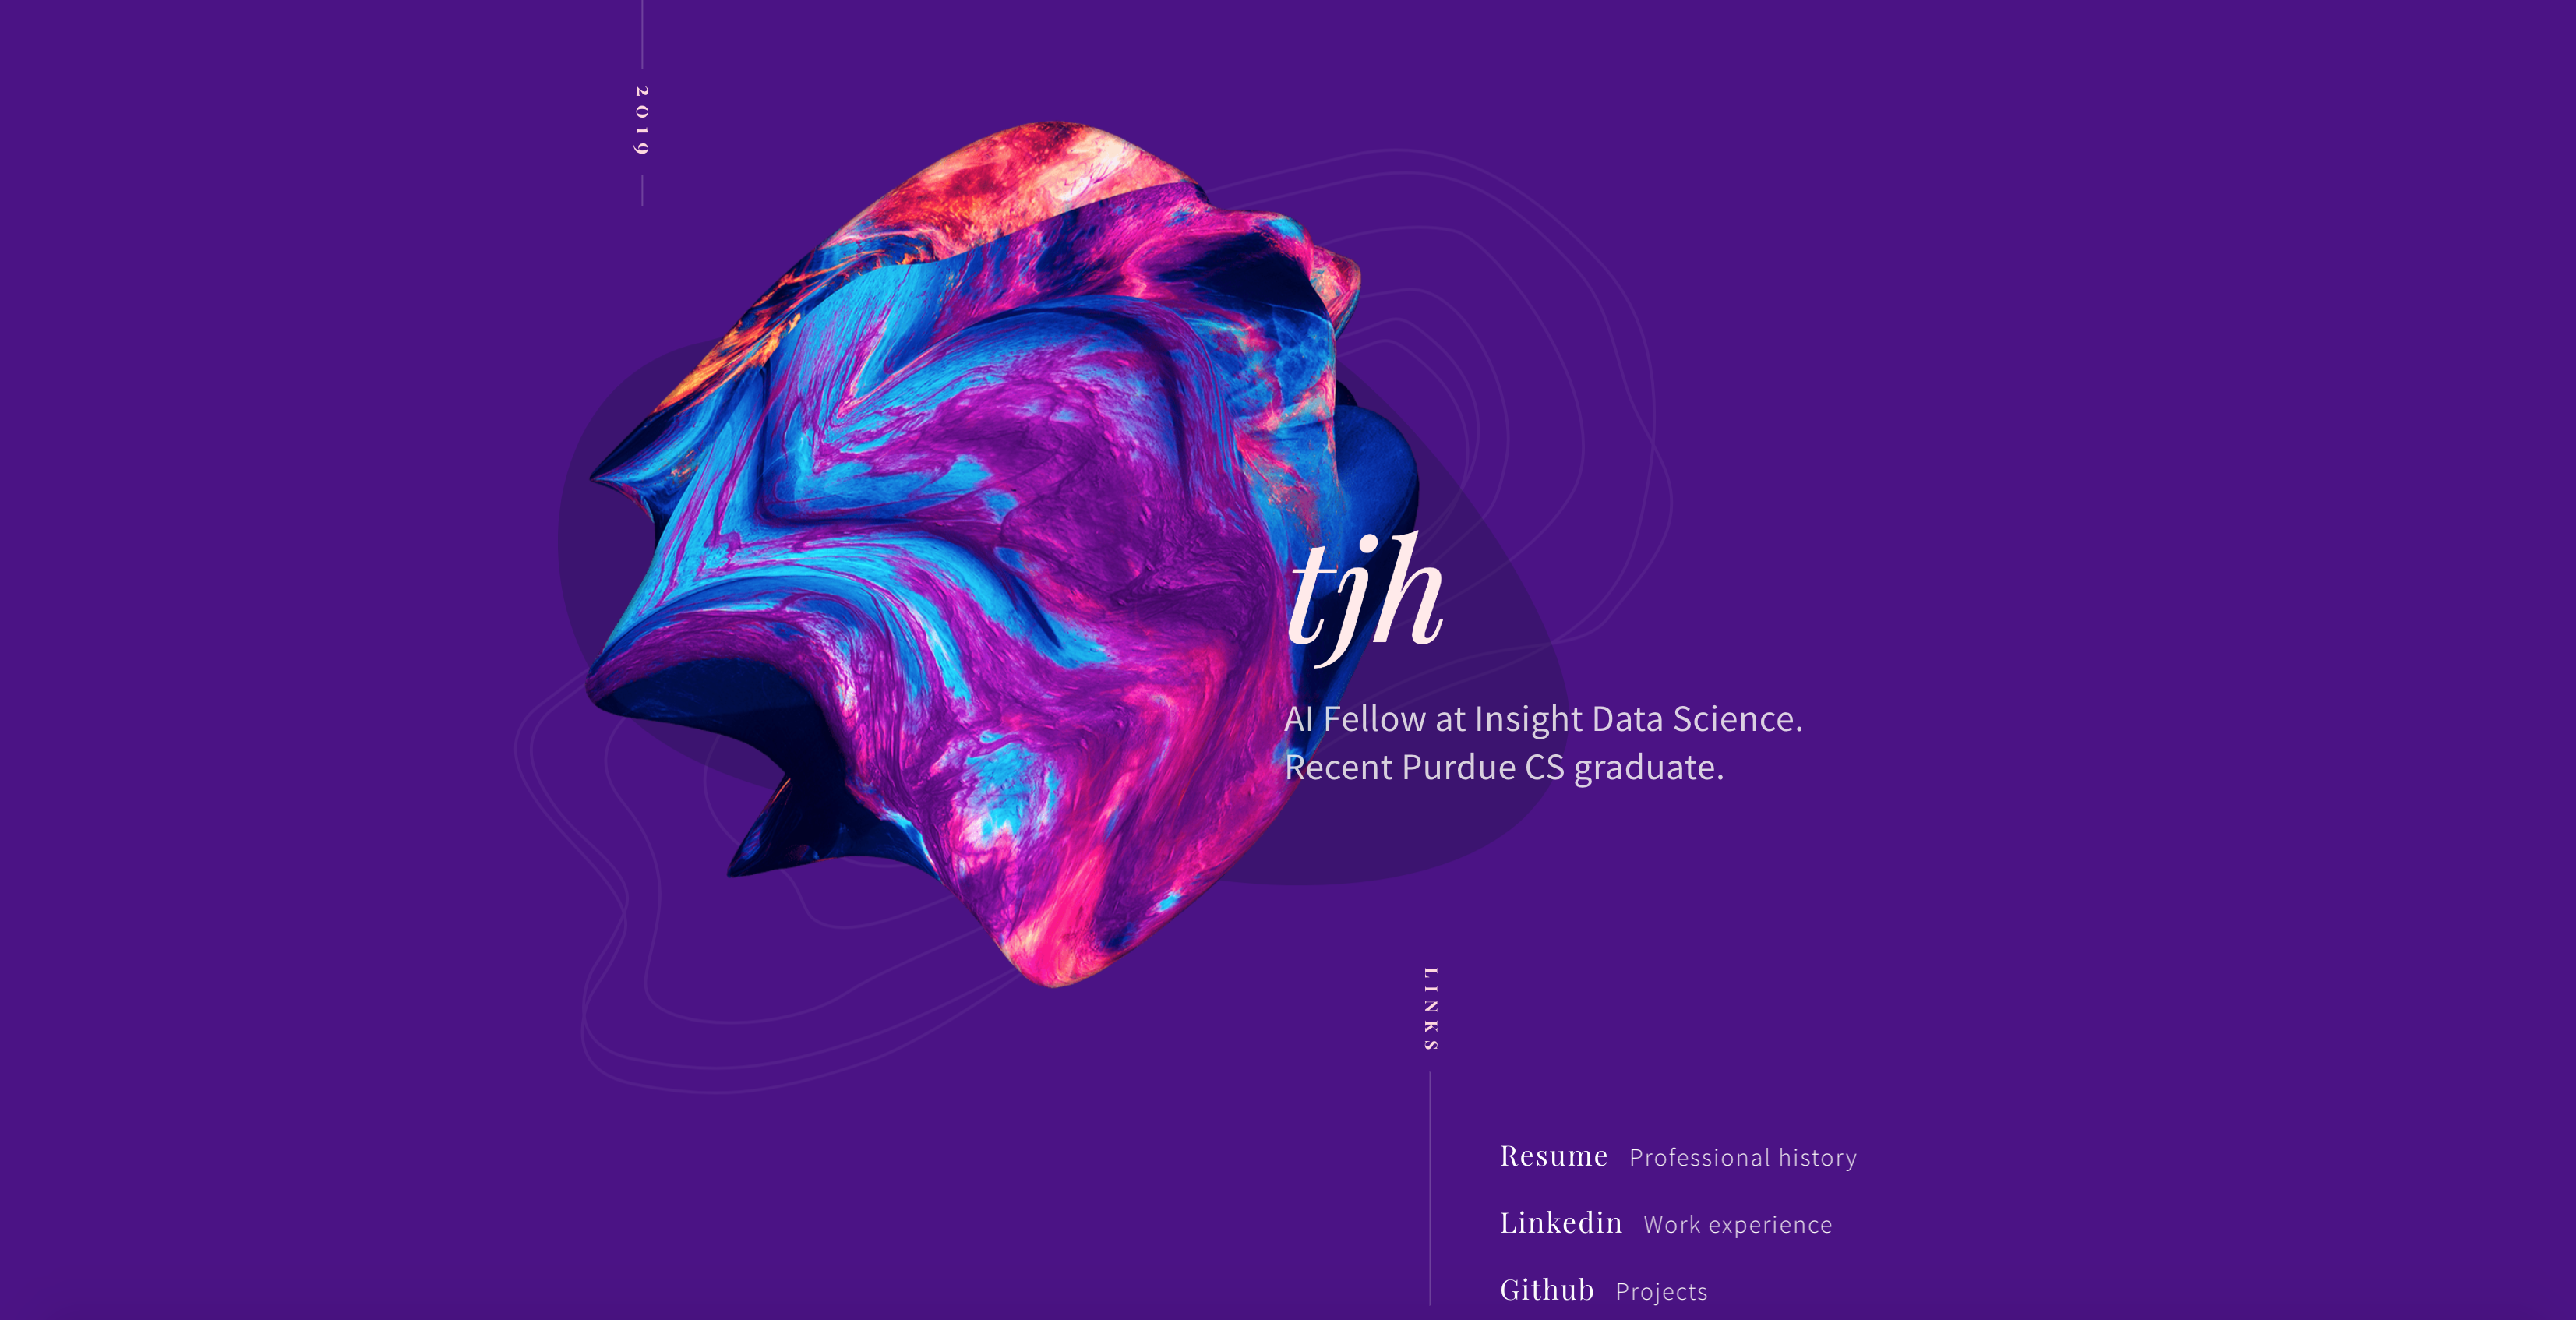 2019
tjh
AI Fellow at Insight Data Science.
Recent Purdue CS graduate.
LINKS
Resume Professional history
Linkedin Work experience
Github Projects